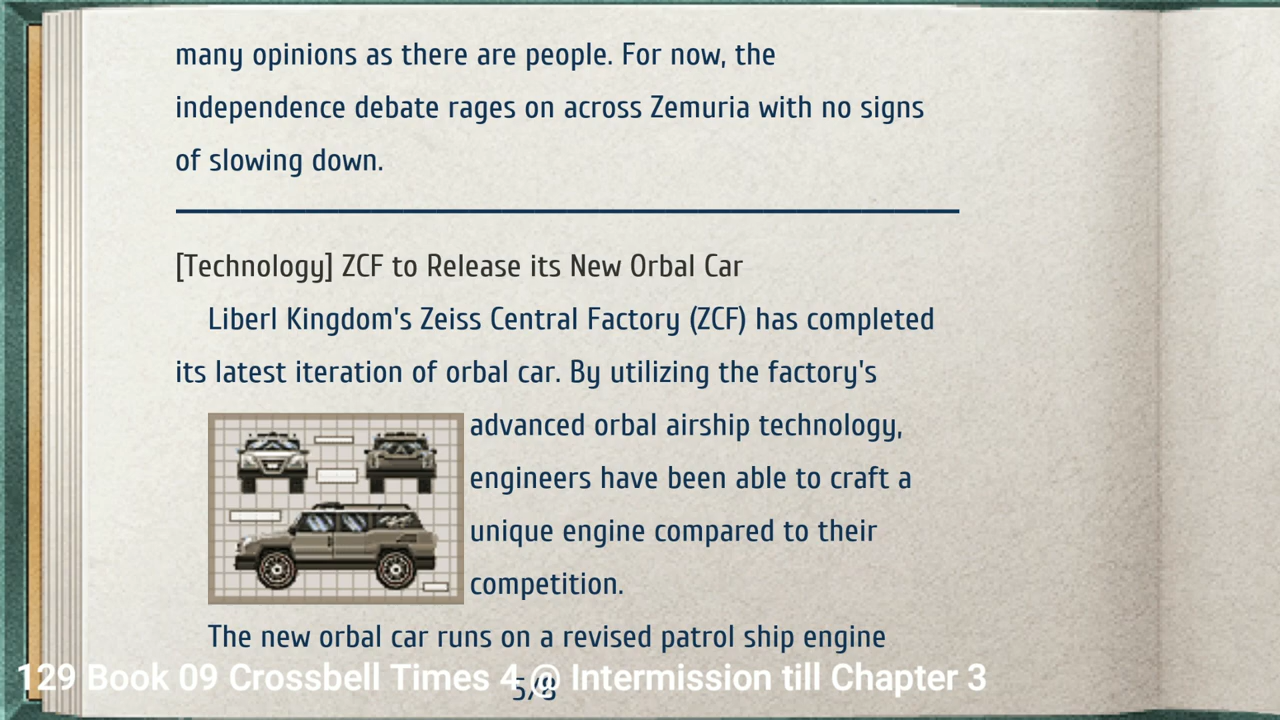 many opinions as there are people. For now, the
independence debate rages on across Zemuria with no signs
of slowing down.
[Technology] ZCF to Release its New Orbal Car
Liberl Kingdom's Zeiss Central Factory (ZCF) has completed
its latest iteration of orbal car. By utilizing the factory's
advanced orbal airship technology,
engineers have been able to craft a
unique engine compared to their
competition.
The new orbal car runs on a revised patrol ship engine
129 Book 09 Crossbell Times 4 @ Intermission till Chapter 3
5/8